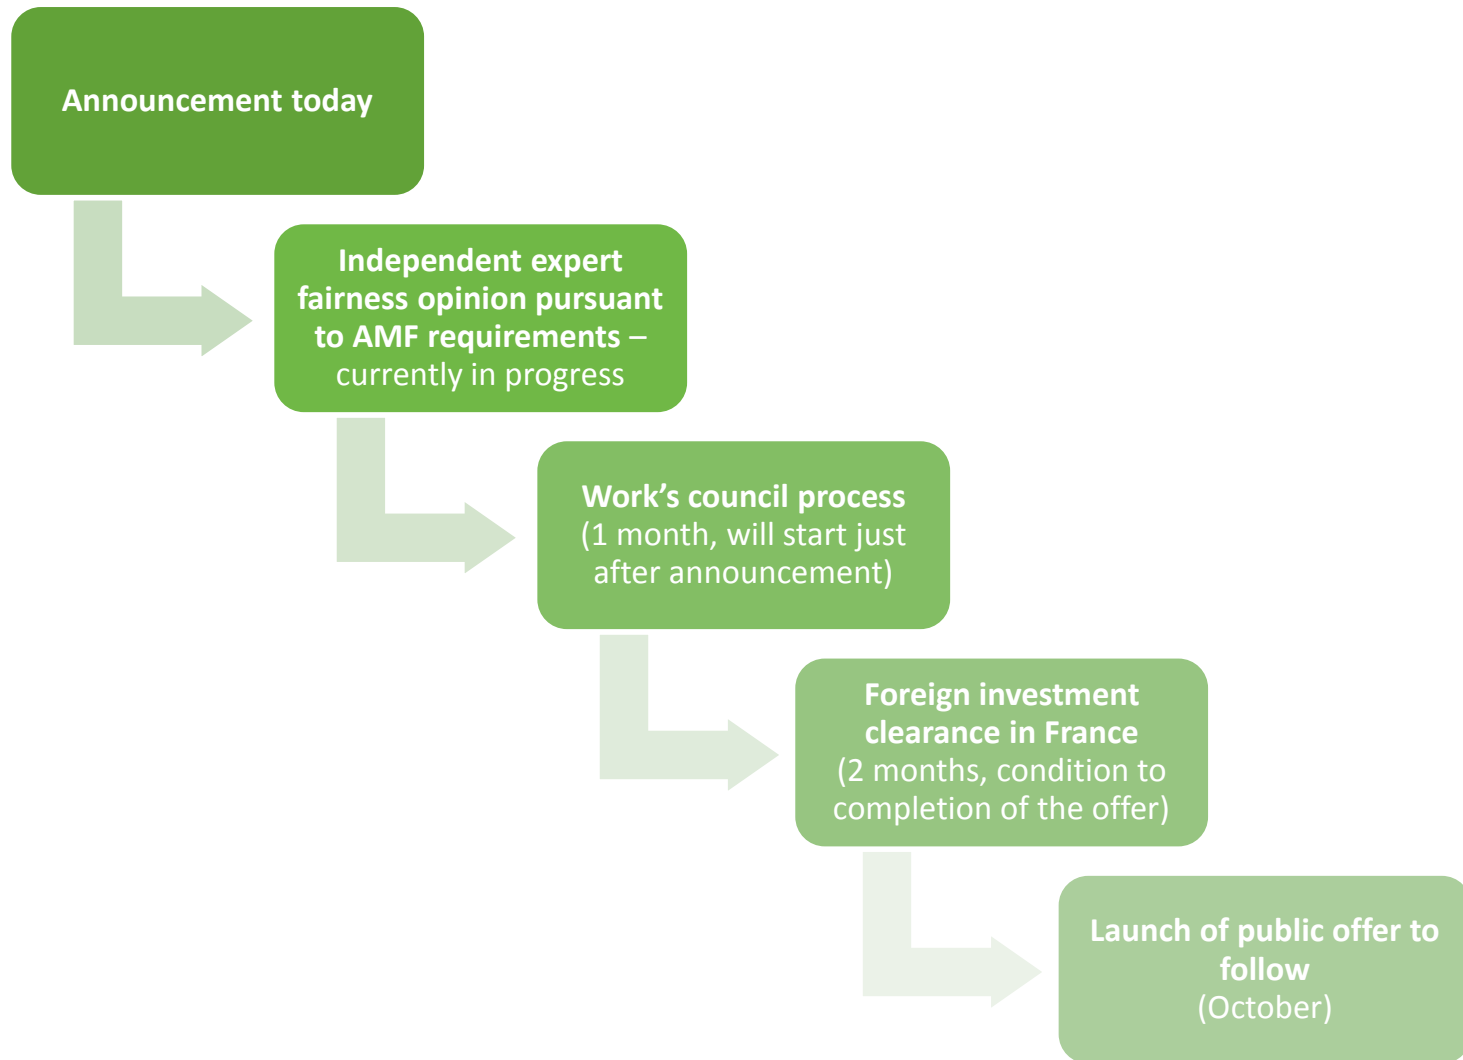 Announcement today
Independent expert
fairness opinion pursuant
to AMF requirements –
currently in progress
Work’s council process
(1 month, will start just
after announcement)
Foreign investment
clearance in France
(2 months, condition to
completion of the offer)
Launch of public offer to
follow
(October)